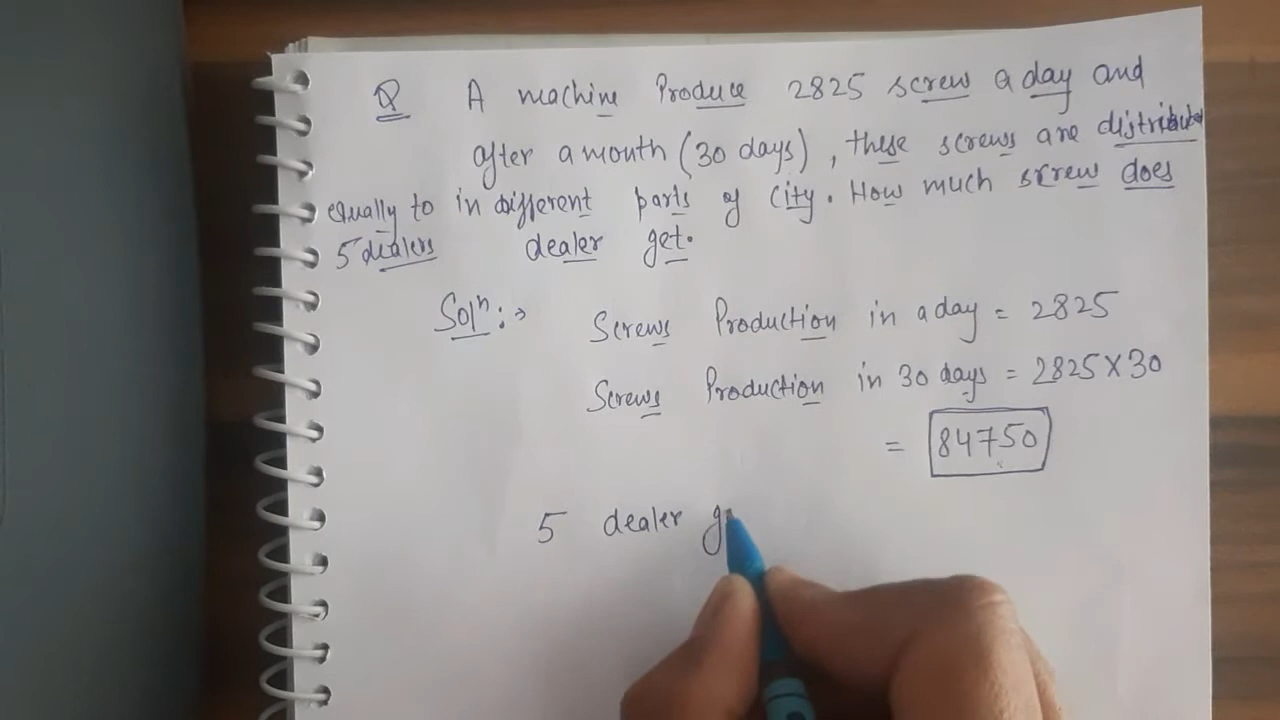 Q A machine Produce 2825 screw a day and
after a month (30 days), these screws are distributed
equally to in different parts of city. How much screw does
5 dealers dealer get.
Solⁿ:→ Screws Production in a day = 2825
Screws Production in 30 days = 2825 X 30
= 84750
5 dealer g